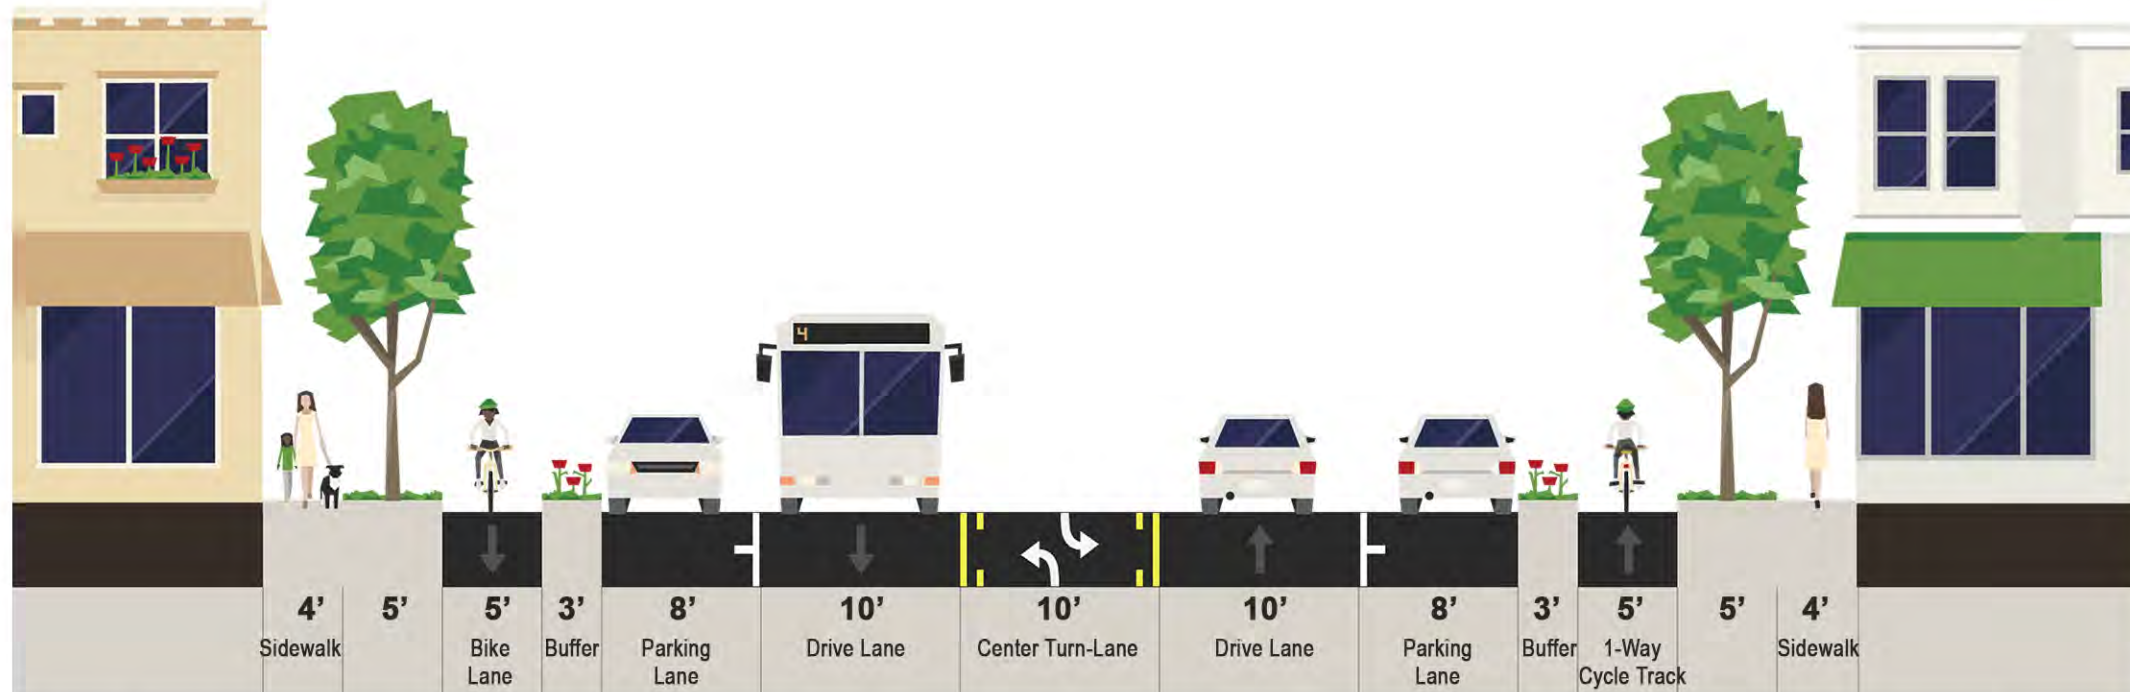 4
4’ 5’ 5’ 3’ 8’ 10’ 10’ 10’ 8’ 3’ 5’ 5’ 4’
Sidewalk Bike Buffer Parking Drive Lane Center Turn-Lane Drive Lane Parking Buffer 1-Way Sidewalk
Lane Lane Lane Cycle Track